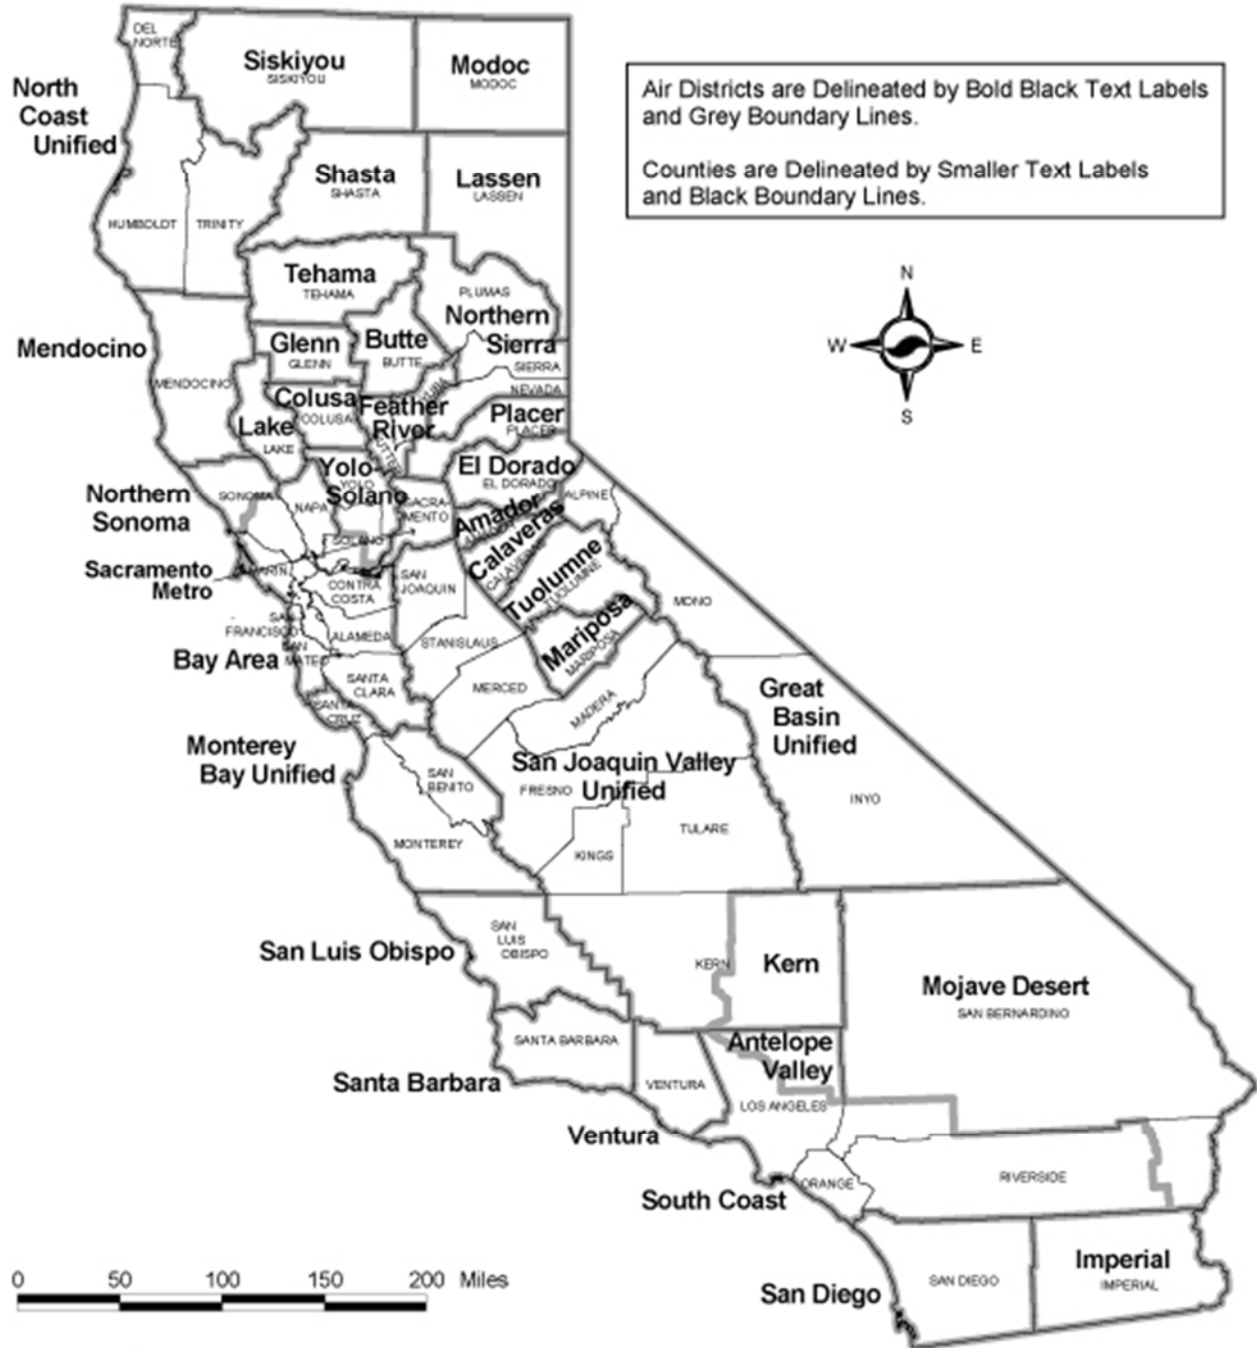 DEL
NORTE
Siskiyou
SISKIYOU
Modoc
MODOC
Air Districts are Delineated by Bold Black Text Labels
and Grey Boundary Lines.
Counties are Delineated by Smaller Text Labels
and Black Boundary Lines.
North
Coast
Unified
Shasta
SHASTA
Lassen
LASSEN
HUMBOLDT
TRINITY
Tehama
TEHAMA
PLUMAS
N
W
E
S
Northern
Sierra
SIERRA
Mendocino
MENDOCINO
Glenn
GLENN
Butte
BUTTE
YUBA
NEVADA
Colusa
COLUSA
Feather
River
SUTTER
Placer
PLACER
Lake
LAKE
Yolo-
YOLO
Solano
SOLANO
El Dorado
EL DORADO
Northern
Sonoma
SONOMA
NAPA
SACRA-
MENTO
Amador
AMADOR
ALPINE
Calaveras
CALAVERAS
Tuolumne
TUOLUMNE
Sacramento
Metro
MARIN
CONTRA
COSTA
SAN
JOAQUIN
MONO
SAN
FRANCISCO
ALAMEDA
STANISLAUS
Mariposa
MARIPOSA
Bay Area
SAN
MATEO
SANTA
CLARA
MERCED
MADERA
Great
Basin
Unified
SANTA
CRUZ
Monterey
Bay Unified
SAN
BENITO
San Joaquin Valley
Unified
FRESNO
INYO
MONTEREY
KINGS
TULARE
San Luis Obispo
SAN
LUIS
OBISPO
KERN
Kern
Mojave Desert
SAN BERNARDINO
Santa Barbara
SANTA BARBARA
Antelope
Valley
VENTURA
LOS ANGELES
Ventura
South Coast
ORANGE
RIVERSIDE
San Diego
SAN DIEGO
Imperial
IMPERIAL
0 50 100 150 200 Miles